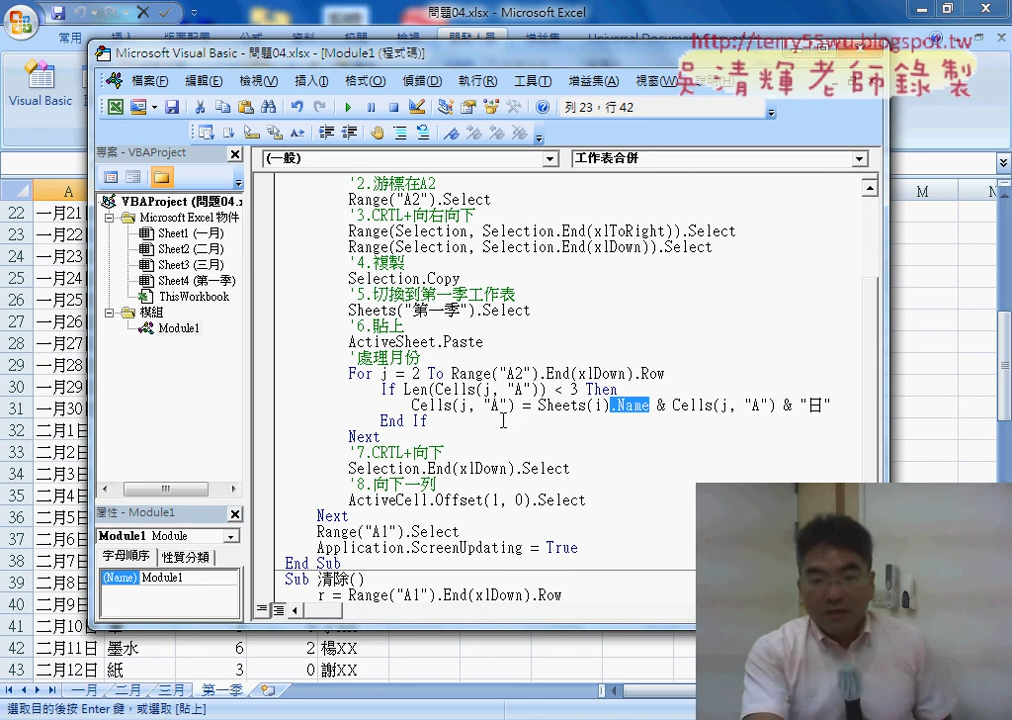 問題04.xlsx - Microsoft Excel
常用
Visual Basic
http://terry55wu.blogspot.tw
吳清輝老師錄製
Microsoft Visual Basic - 問題04.xlsx - [Module1 (程式碼)]
檔案(F) 編輯(E) 檢視(V) 插入(I) 格式(O) 偵錯(D) 執行(R) 工具(T) 增益集(A) 視窗(W)
列 23，行 42
專案 - VBAProject
(一般)
工作表合併
VBAProject (問題04.x
Microsoft Excel 物件
Sheet1 (一月)
Sheet2 (二月)
Sheet3 (三月)
Sheet4 (第一季)
ThisWorkbook
模組
Module1
屬性 - Module1
Module1 Module
字母順序 性質分類
(Name) Module1
'2.游標在A2
Range("A2").Select
'3.CRTL+向右向下
Range(Selection, Selection.End(xlToRight)).Select
Range(Selection, Selection.End(xlDown)).Select
'4.複製
Selection.Copy
'5.切換到第一季工作表
Sheets("第一季").Select
'6.貼上
ActiveSheet.Paste
'處理月份
For j = 2 To Range("A2").End(xlDown).Row
If Len(Cells(j, "A")) < 3 Then
Cells(j, "A") = Sheets(i).Name & Cells(j, "A") & "日"
End If
Next
'7.CRTL+向下
Selection.End(xlDown).Select
'8.向下一列
ActiveCell.Offset(1, 0).Select
Next
Range("A1").Select
Application.ScreenUpdating = True
End Sub
Sub 清除()
r = Range("A1").End(xlDown).Row
A M N
22 一月21
23 一月22
24 一月23
25 一月24
26 一月25
27 一月26
28 一月27
29 一月28
30 一月29
31 一月30
32 二月1日
33 二月2日
34 二月3日
35 二月4日
36 二月5日
37 二月6日
38 二月7日
39 二月8日
40 二月9日
41 二月10日
42 二月11日 墨水 6 2 楊XX
43 二月12日 紙 3 0 謝XX
一月 二月 三月 第一季
選取目的後按 Enter 鍵，或選取 [貼上]